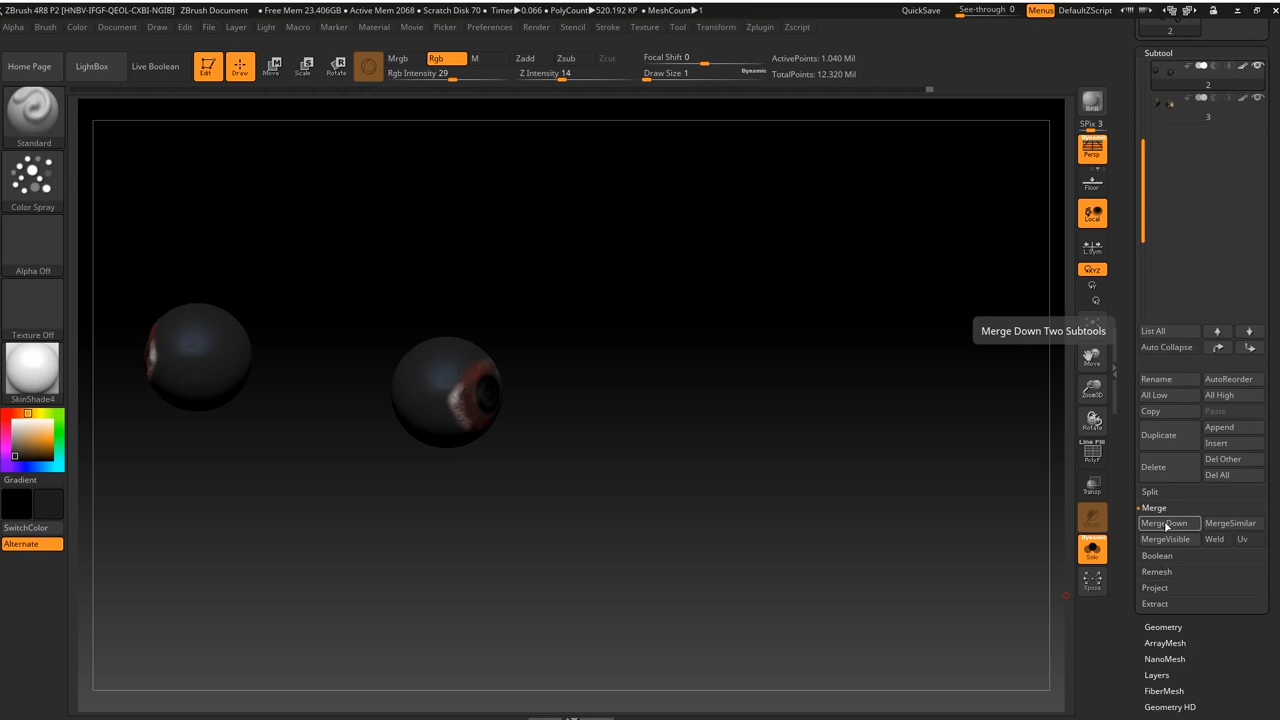 ZBrush 4R8 P2 [HNBV-IFGF-QEOL-CXBI-NGIB] ZBrush Document • Free Mem 23.406GB • Active Mem 2068 • Scratch Disk 70 • Timer▶0.066 • PolyCount▶520.192 KP • MeshCount▶1 QuickSave See-through 0 Menus DefaultZScript
Alpha Brush Color Document Draw Edit File Layer Light Macro Marker Material Movie Picker Preferences Render Stencil Stroke Texture Tool Transform Zplugin Zscript
2
Subtool
Home Page LightBox Live Boolean Edit Draw Move Scale Rotate
Mrgb Rgb M Zadd Zsub Zcut Focal Shift 0 ActivePoints: 1.040 Mil
Rgb Intensity 29 Z Intensity 14 Draw Size 1 Dynamic TotalPoints: 12.320 Mil
2
3
Standard
Color Spray
Alpha Off
Texture Off
SkinShade4
Gradient
SwitchColor
Alternate
BPR
SPix 3
Dynamic
Persp
Floor
Local
L.Sym
XYZ
Y
Z
Move
Zoom3D
Rotate
Line Fill
PolyF
Transp
Dynamic
Solo
Xpose
Merge Down Two Subtools
List All
Auto Collapse
Rename AutoReorder
All Low All High
Copy Paste
Duplicate Append
Insert
Delete Del Other
Del All
Split
Merge
MergeDown MergeSimilar
MergeVisible Weld Uv
Boolean
Remesh
Project
Extract
Geometry
ArrayMesh
NanoMesh
Layers
FiberMesh
Geometry HD